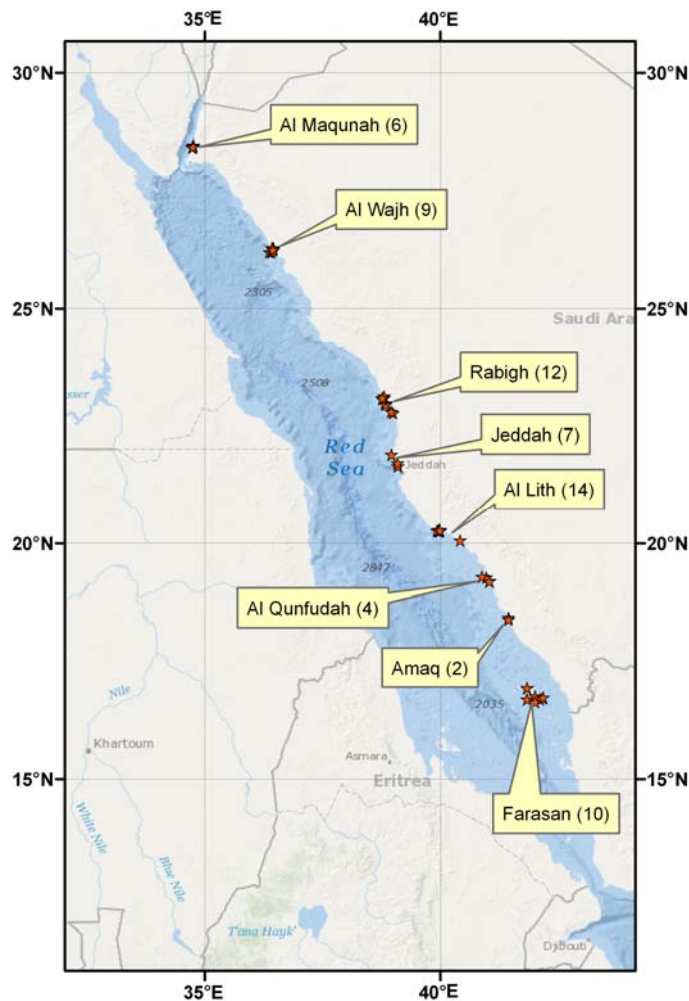 35°E
40°E
30°N
30°N
Al Maqunah (6)
Al Wajh (9)
2305
25°N
25°N
Saudi Ara
2508
Rabigh (12)
sser
Jeddah (7)
Red
Sea
Jeddah
Al Lith (14)
20°N
20°N
2847
Al Qunfudah (4)
Amaq (2)
Nile
2035
Khartoum
Asmara
15°N
15°N
Eritrea
Farasan (10)
White Nile
Blue Nile
T'ana Hayk'
Djibouti
35°E
40°E